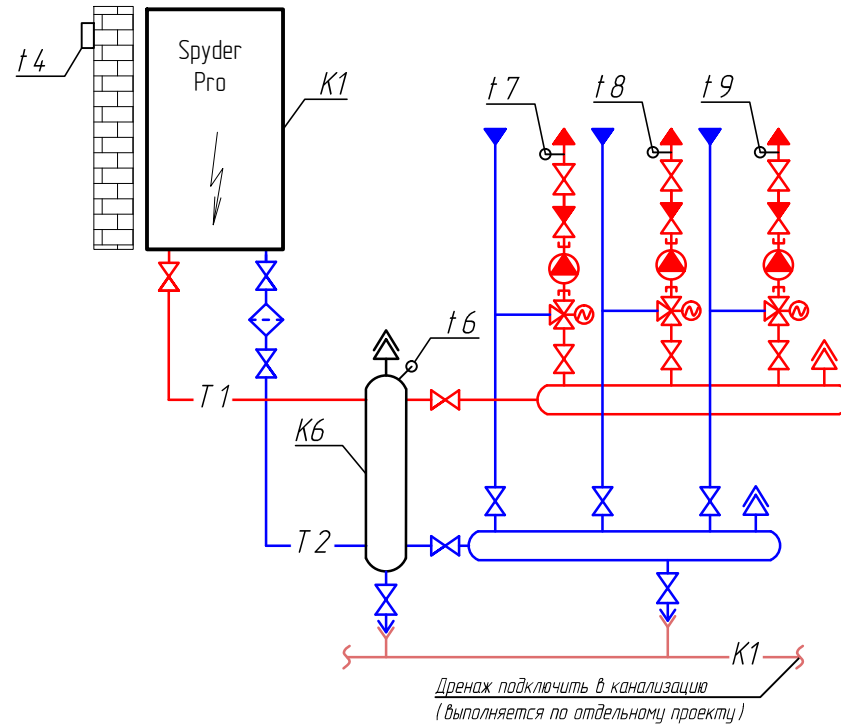 t4
Spyder
Pro
K1
t7
t8
t9
t6
T1
K6
T2
K1
Дренаж подключить в канализацию
(выполняется по отдельному проекту)